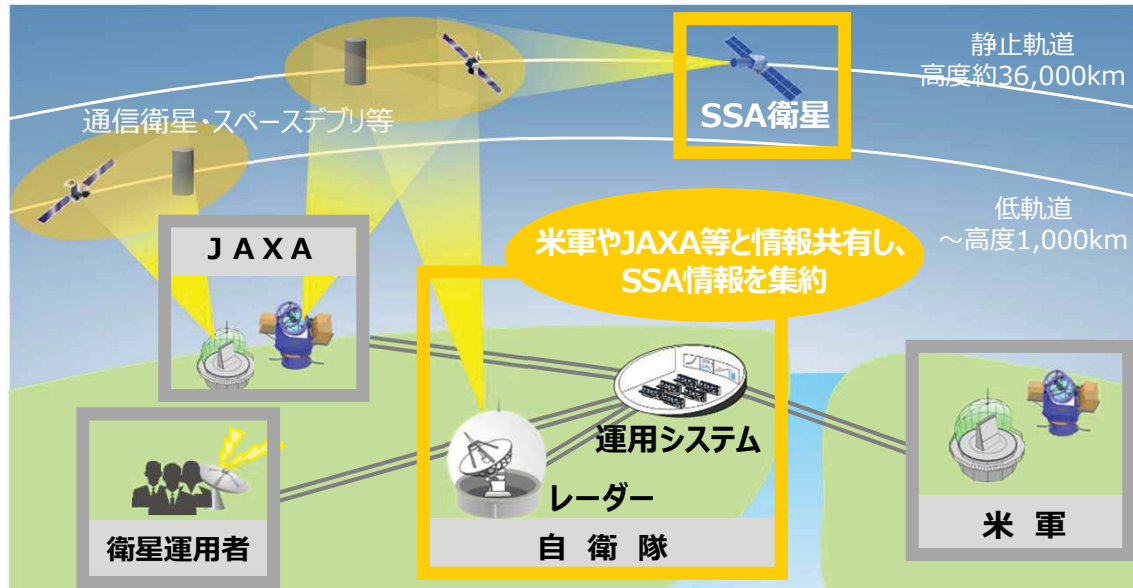 静止軌道
高度約36,000km
SSA衛星
通信衛星・スペースデブリ等
低軌道
～高度1,000km
JAXA
米軍やJAXA等と情報共有し、
SSA情報を集約
運用システム
レーダー
自衛隊
衛星運用者
米軍